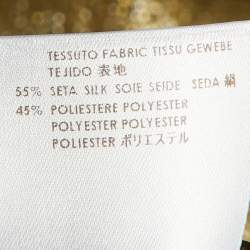 TESSUTO FABRIC TISSU GEWEBE
TEJIDO 表地
55% SETA SILK SOIE SEIDE SEDA 絹
45% POLIESTERE POLYESTER
POLYESTER POLYESTER
POLIESTER ポリエステル